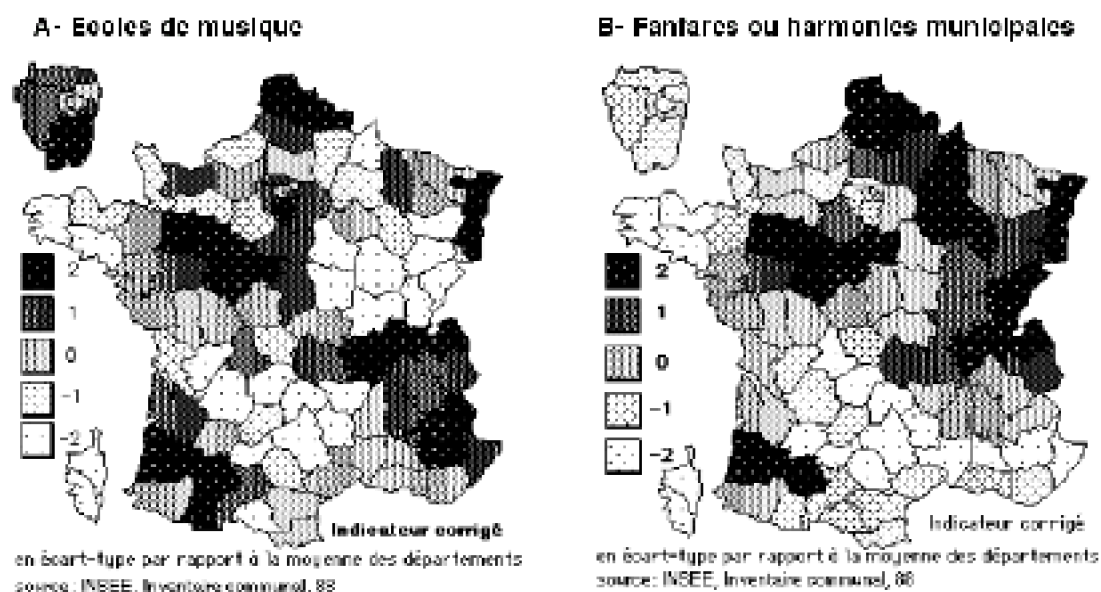 A- Ecoles de musique
B- Fanfares ou harmonies municipales
2
1
0
-1
-2
2
1
0
-1
-2
Indicateur corrigé
Indicateur corrigé
en écart-type par rapport à la moyenne des départements
source: INSEE, Inventaire communal, 88
en écart-type par rapport à la moyenne des départements
source: INSEE, Inventaire communal, 88